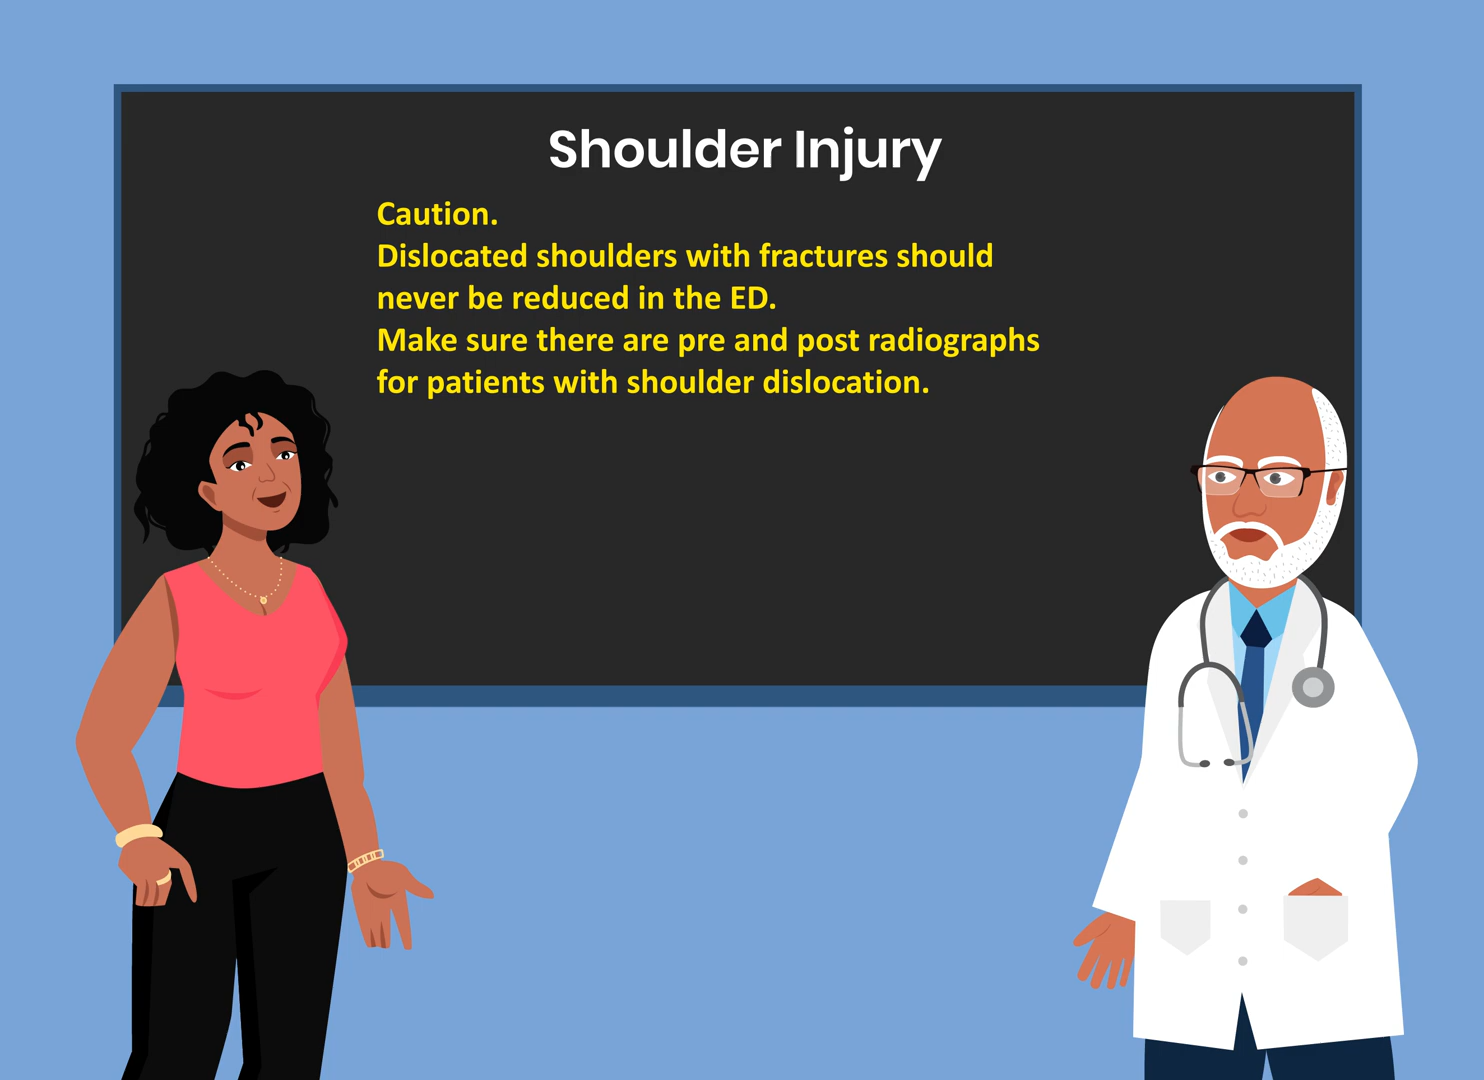 Shoulder Injury
Caution.
Dislocated shoulders with fractures should
never be reduced in the ED.
Make sure there are pre and post radiographs
for patients with shoulder dislocation.